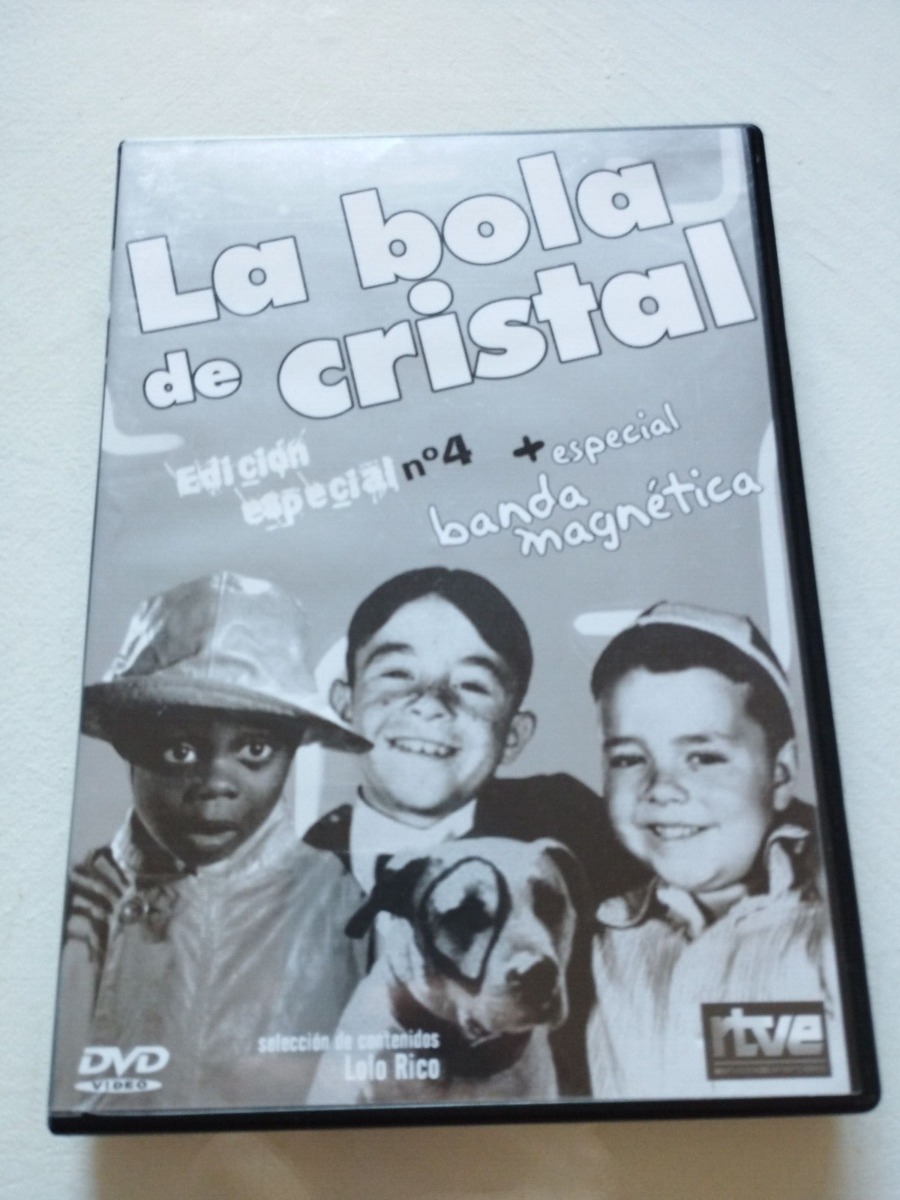 La bola
de cristal
Edición
especial nº4
+ especial
banda
magnética
selección de contenidos
Lolo Rico
DVD
VIDEO
rtve